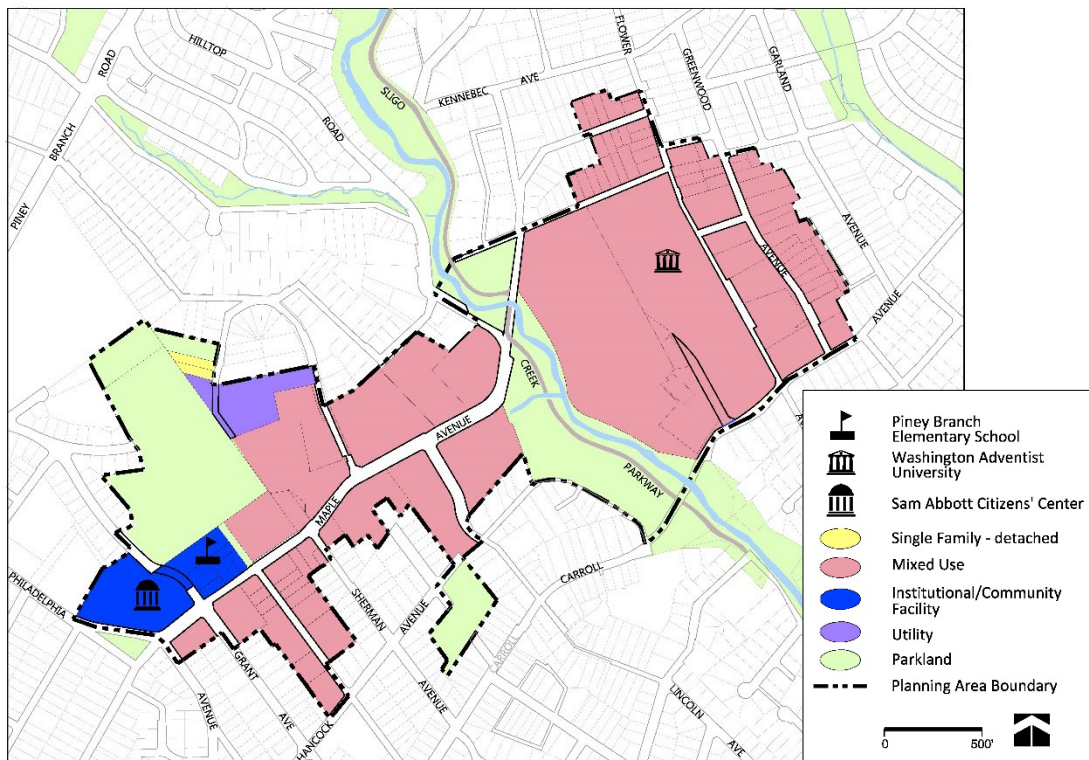 HILLTOP
ROAD
FLOWER
GREENWOOD
GARLAND
SLIGO
KENNEBEC
AVE
ROAD
BRANCH
PINEY
AVENUE
AVENUE
AVENUE
CREEK
AVENUE
PARKWAY
MAPLE
PHILADELPHIA
CARROLL
SHERMAN
AVENUE
CARROLL
GRANT
AVENUE
LINCOLN
AVENUE
AVE
HANCOCK
AVE
Piney Branch
Elementary School
Washington Adventist
University
Sam Abbott Citizens' Center
Single Family - detached
Mixed Use
Institutional/Community
Facility
Utility
Parkland
Planning Area Boundary
0 500'